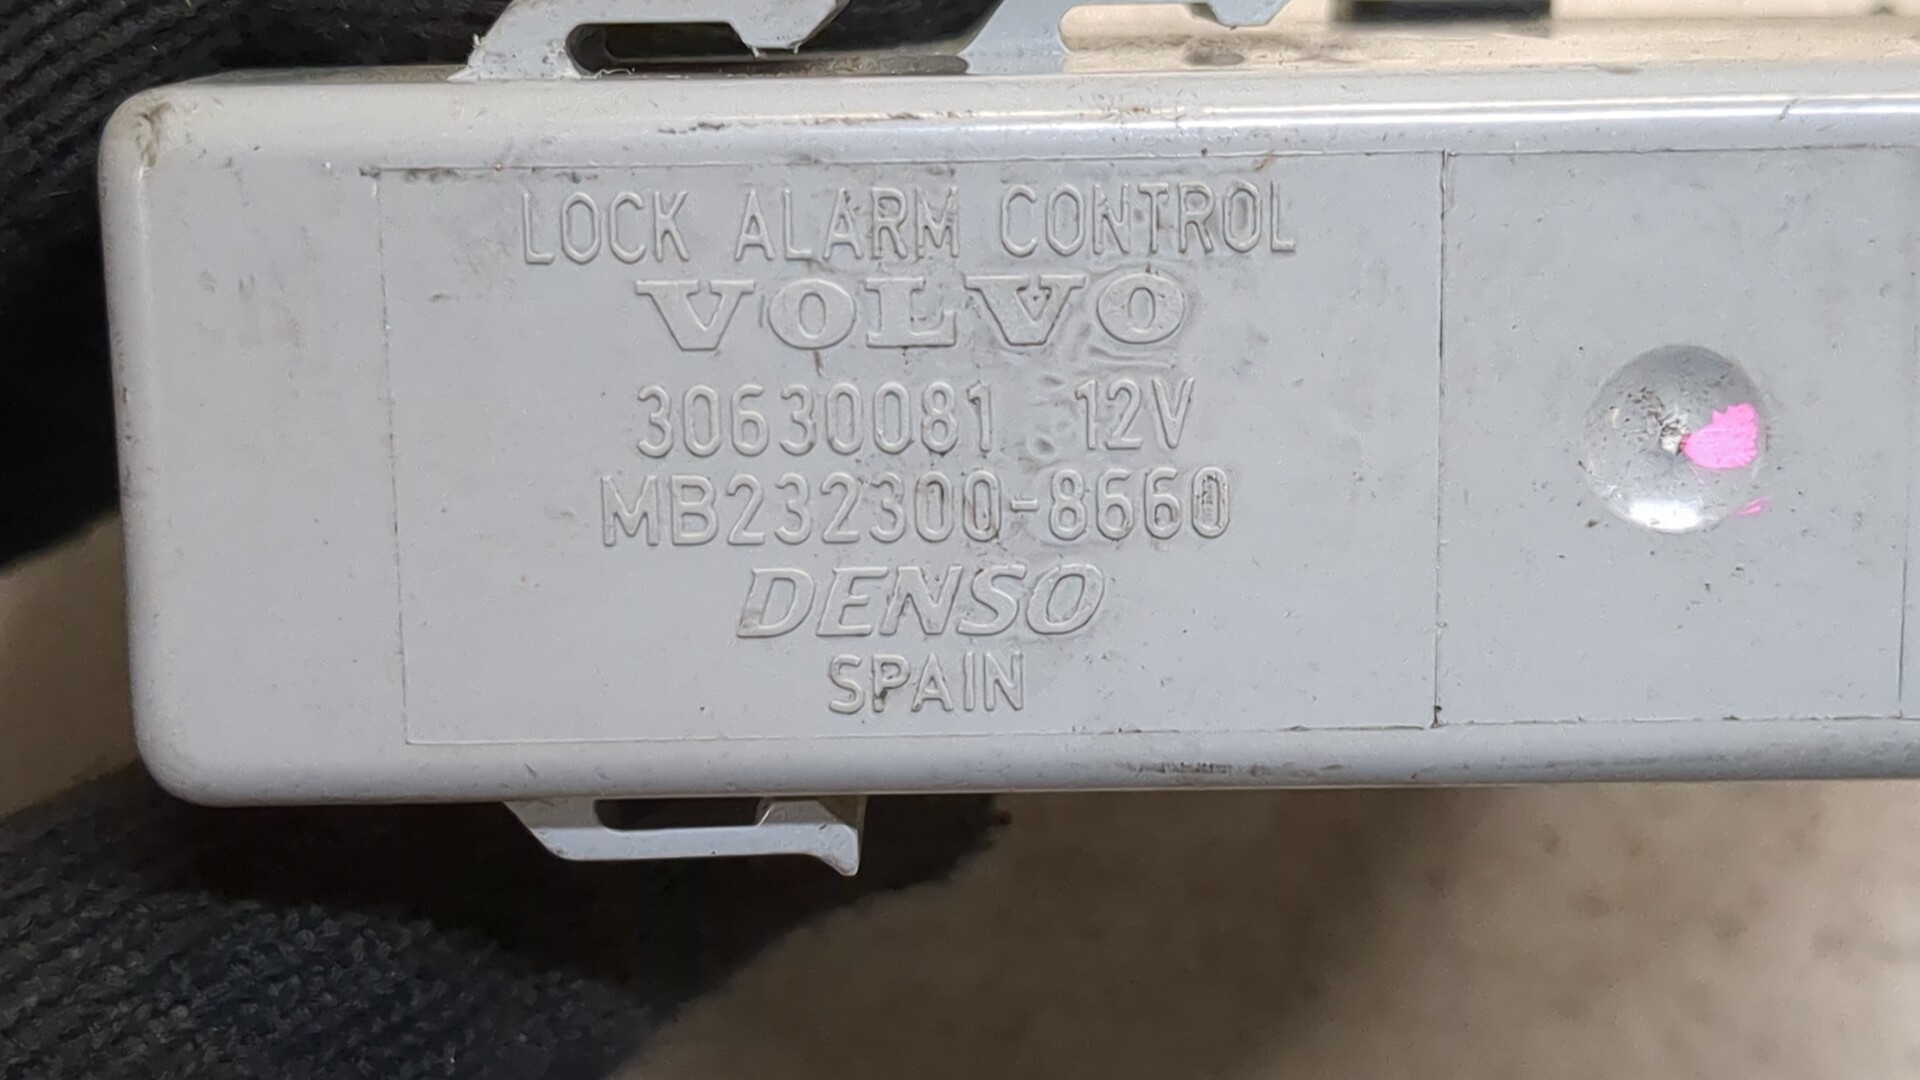 LOCK ALARM CONTROL
VOLVO
30630081 12V
MB232300-8660
DENSO
SPAIN